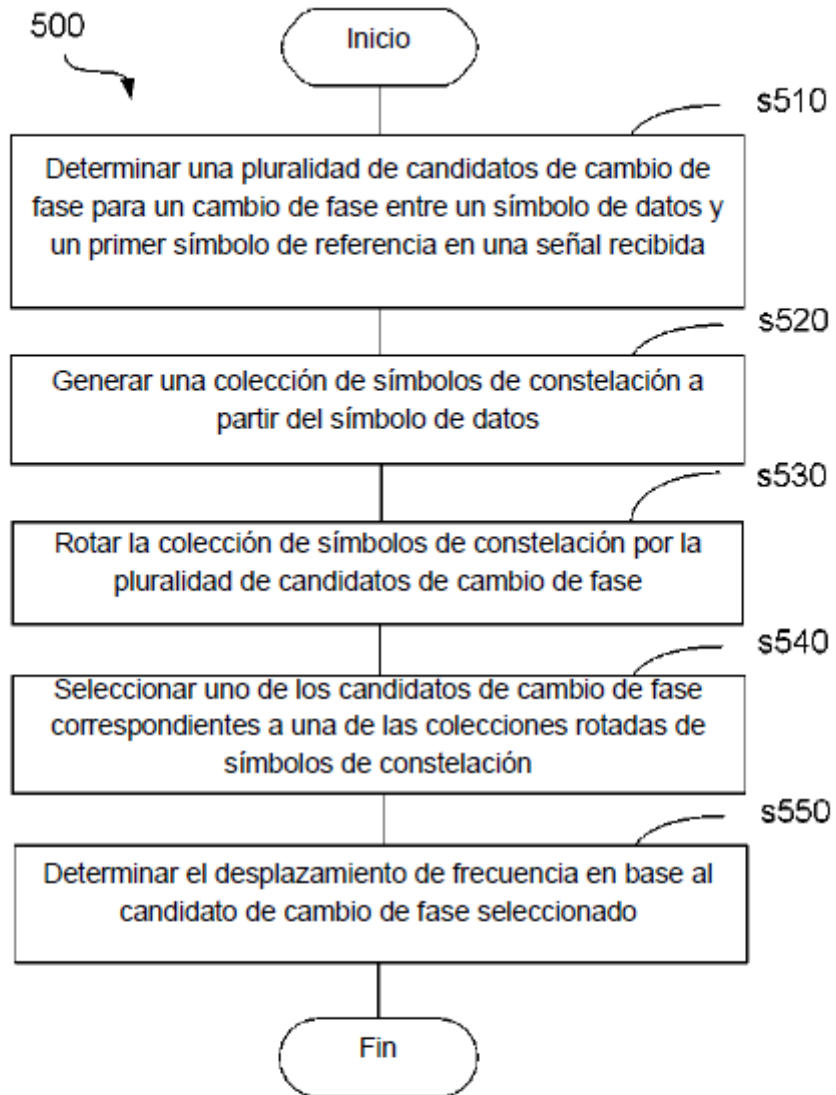 500
Inicio
s510
Determinar una pluralidad de candidatos de cambio de
fase para un cambio de fase entre un símbolo de datos y
un primer símbolo de referencia en una señal recibida
s520
Generar una colección de símbolos de constelación a
partir del símbolo de datos
s530
Rotar la colección de símbolos de constelación por la
pluralidad de candidatos de cambio de fase
s540
Seleccionar uno de los candidatos de cambio de fase
correspondientes a una de las colecciones rotadas de
símbolos de constelación
s550
Determinar el desplazamiento de frecuencia en base al
candidato de cambio de fase seleccionado
Fin